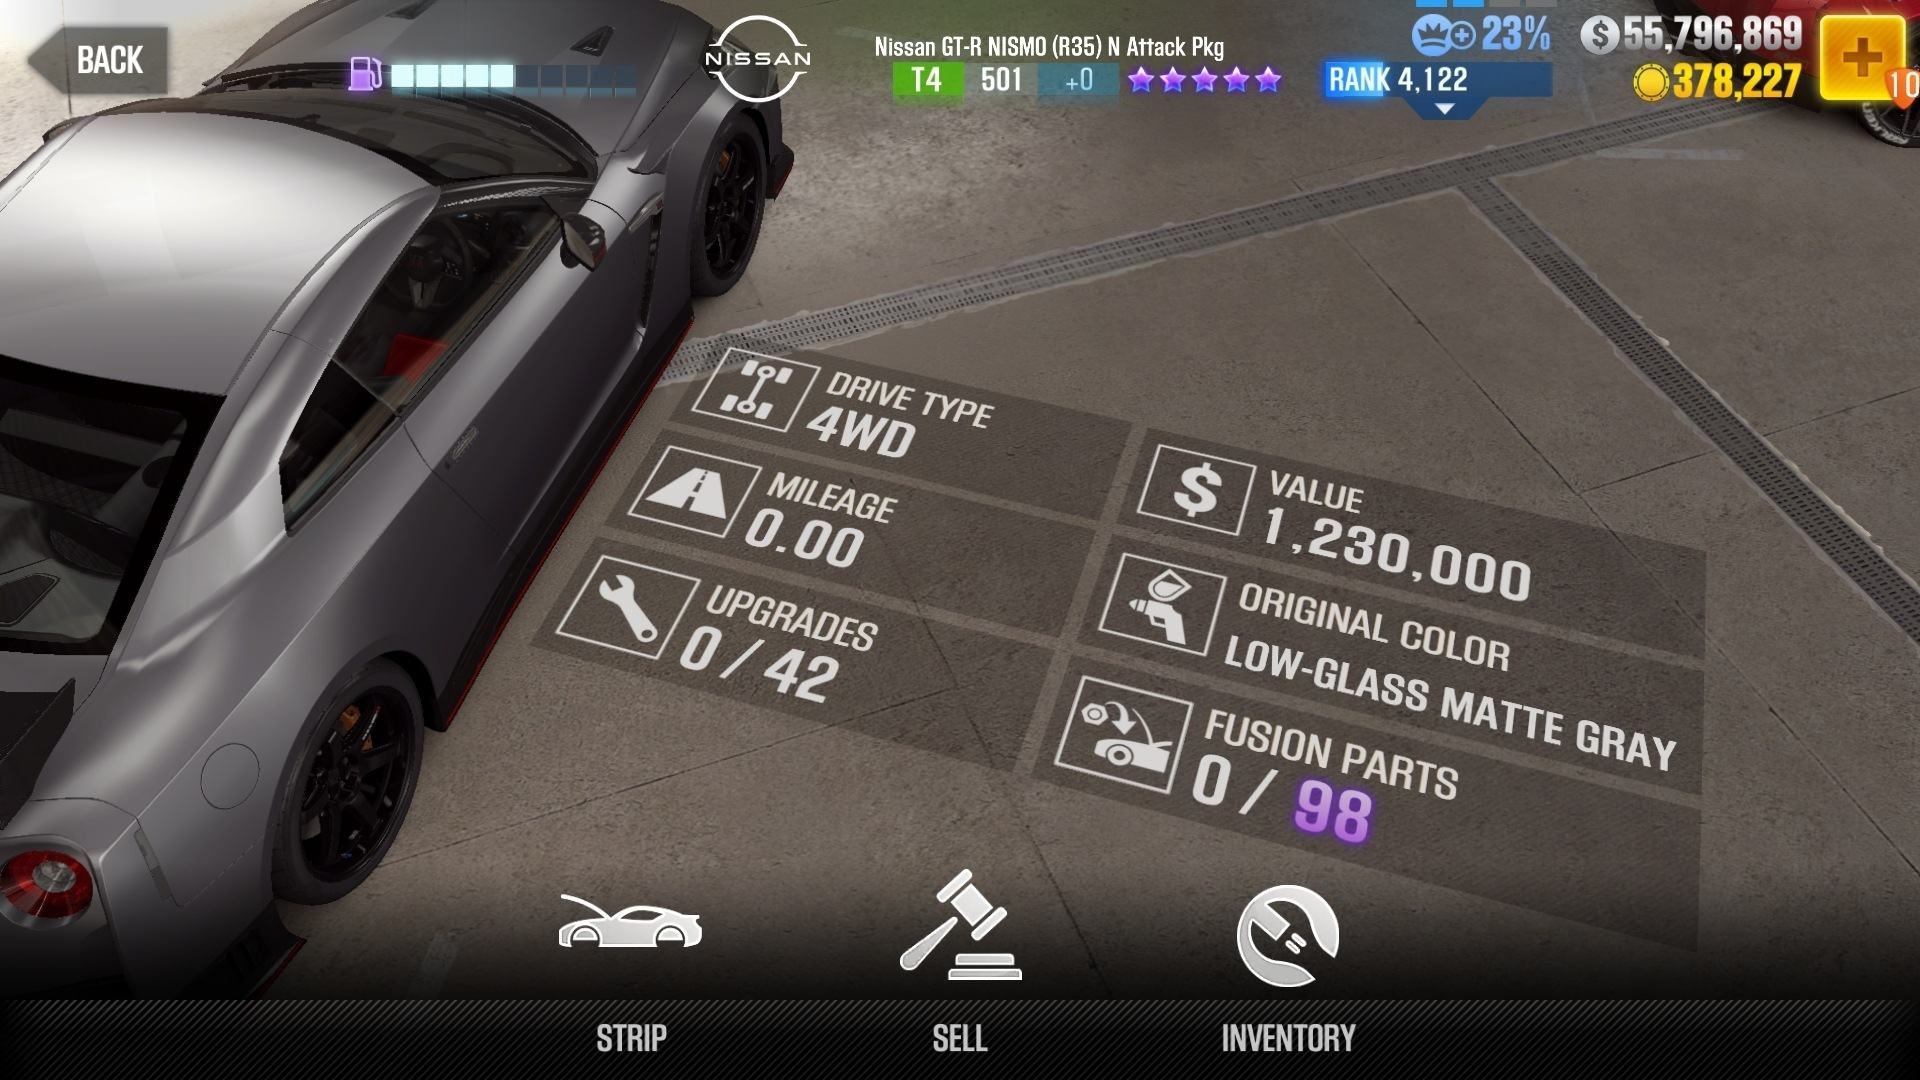 BACK
NISSAN
Nissan GT-R NISMO (R35) N Attack Pkg
T4 501 +0
23%
RANK 4,122
55,796,869
378,227
10
DRIVE TYPE
4WD
MILEAGE
0.00
UPGRADES
0/42
VALUE
1,230,000
ORIGINAL COLOR
LOW-GLASS MATTE GRAY
FUSION PARTS
0/98
STRIP
SELL
INVENTORY